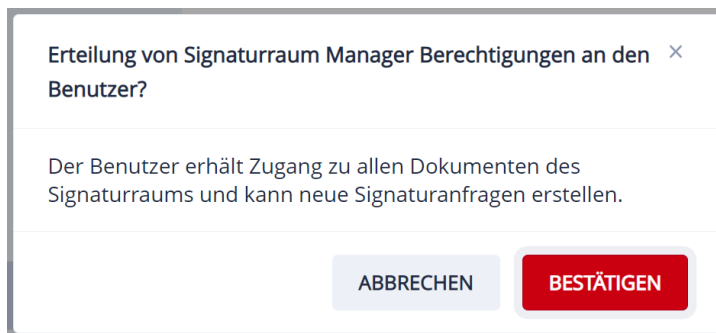 Erteilung von Signaturraum Manager Berechtigungen an den
Benutzer?
Der Benutzer erhält Zugang zu allen Dokumenten des
Signaturraums und kann neue Signaturanfragen erstellen.
ABBRECHEN BESTÄTIGEN